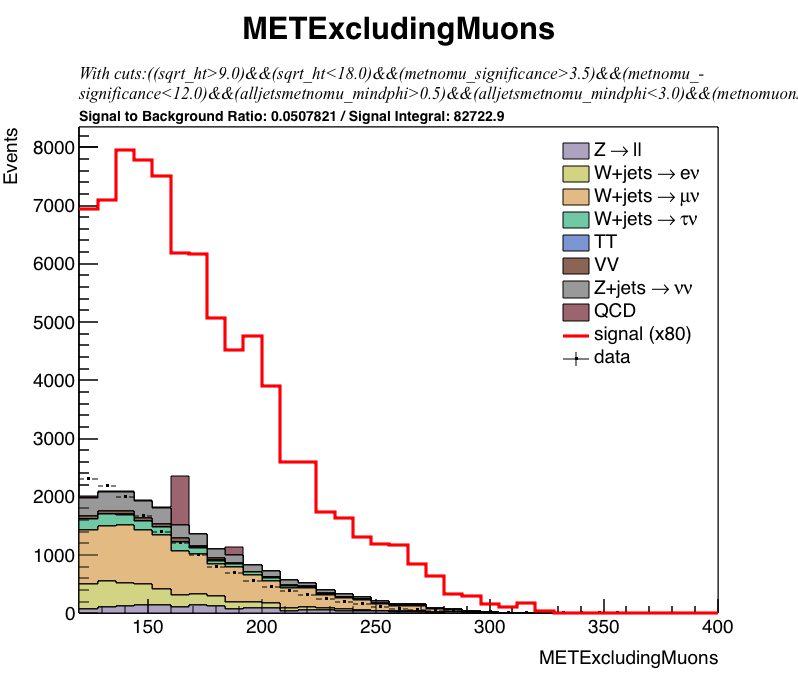 METExcludingMuons
With cuts:((sqrt_ht>9.0)&&(sqrt_ht<18.0)&&(metnomu_significance>3.5)&&(metnomu_-
significance<12.0)&&(alljetsmetnomu_mindphi>0.5)&&(alljetsmetnomu_mindphi<3.0)&&(metnomuon.
Signal to Background Ratio: 0.0507821 / Signal Integral: 82722.9
Events
8000
7000
6000
5000
4000
3000
2000
1000
0
Z → ll
W+jets → eν
W+jets → μν
W+jets → τν
TT
VV
Z+jets → νν
QCD
signal (x80)
data
150 200 250 300 350 400
METExcludingMuons